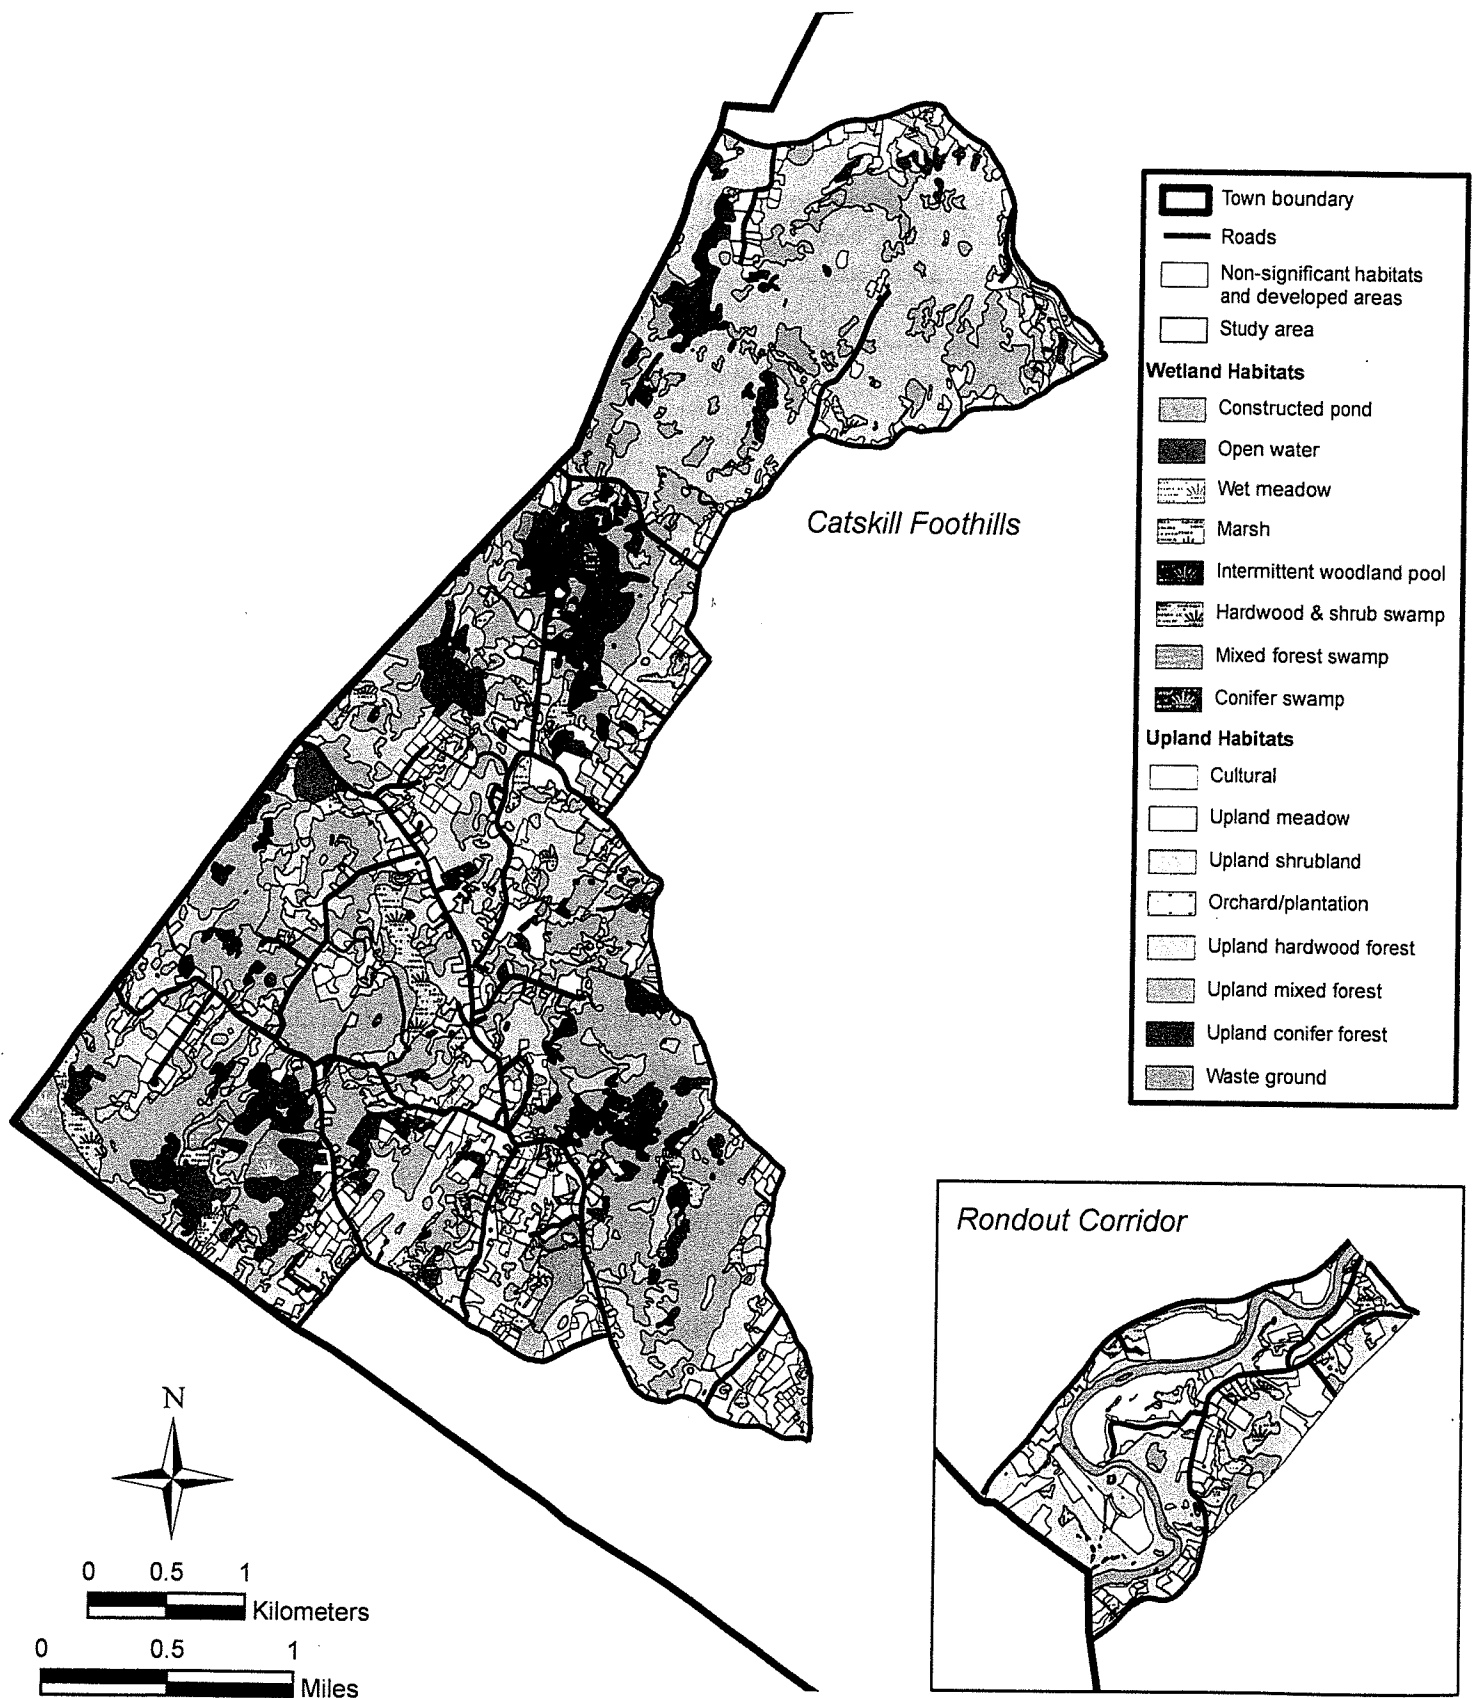 Town boundary
Roads
Non-significant habitats
and developed areas
Study area
Wetland Habitats
Constructed pond
Open water
Wet meadow
Marsh
Intermittent woodland pool
Hardwood & shrub swamp
Mixed forest swamp
Conifer swamp
Upland Habitats
Cultural
Upland meadow
Upland shrubland
Orchard/plantation
Upland hardwood forest
Upland mixed forest
Upland conifer forest
Waste ground
Catskill Foothills
Rondout Corridor
N
0 0.5 1
Kilometers
0 0.5 1
Miles